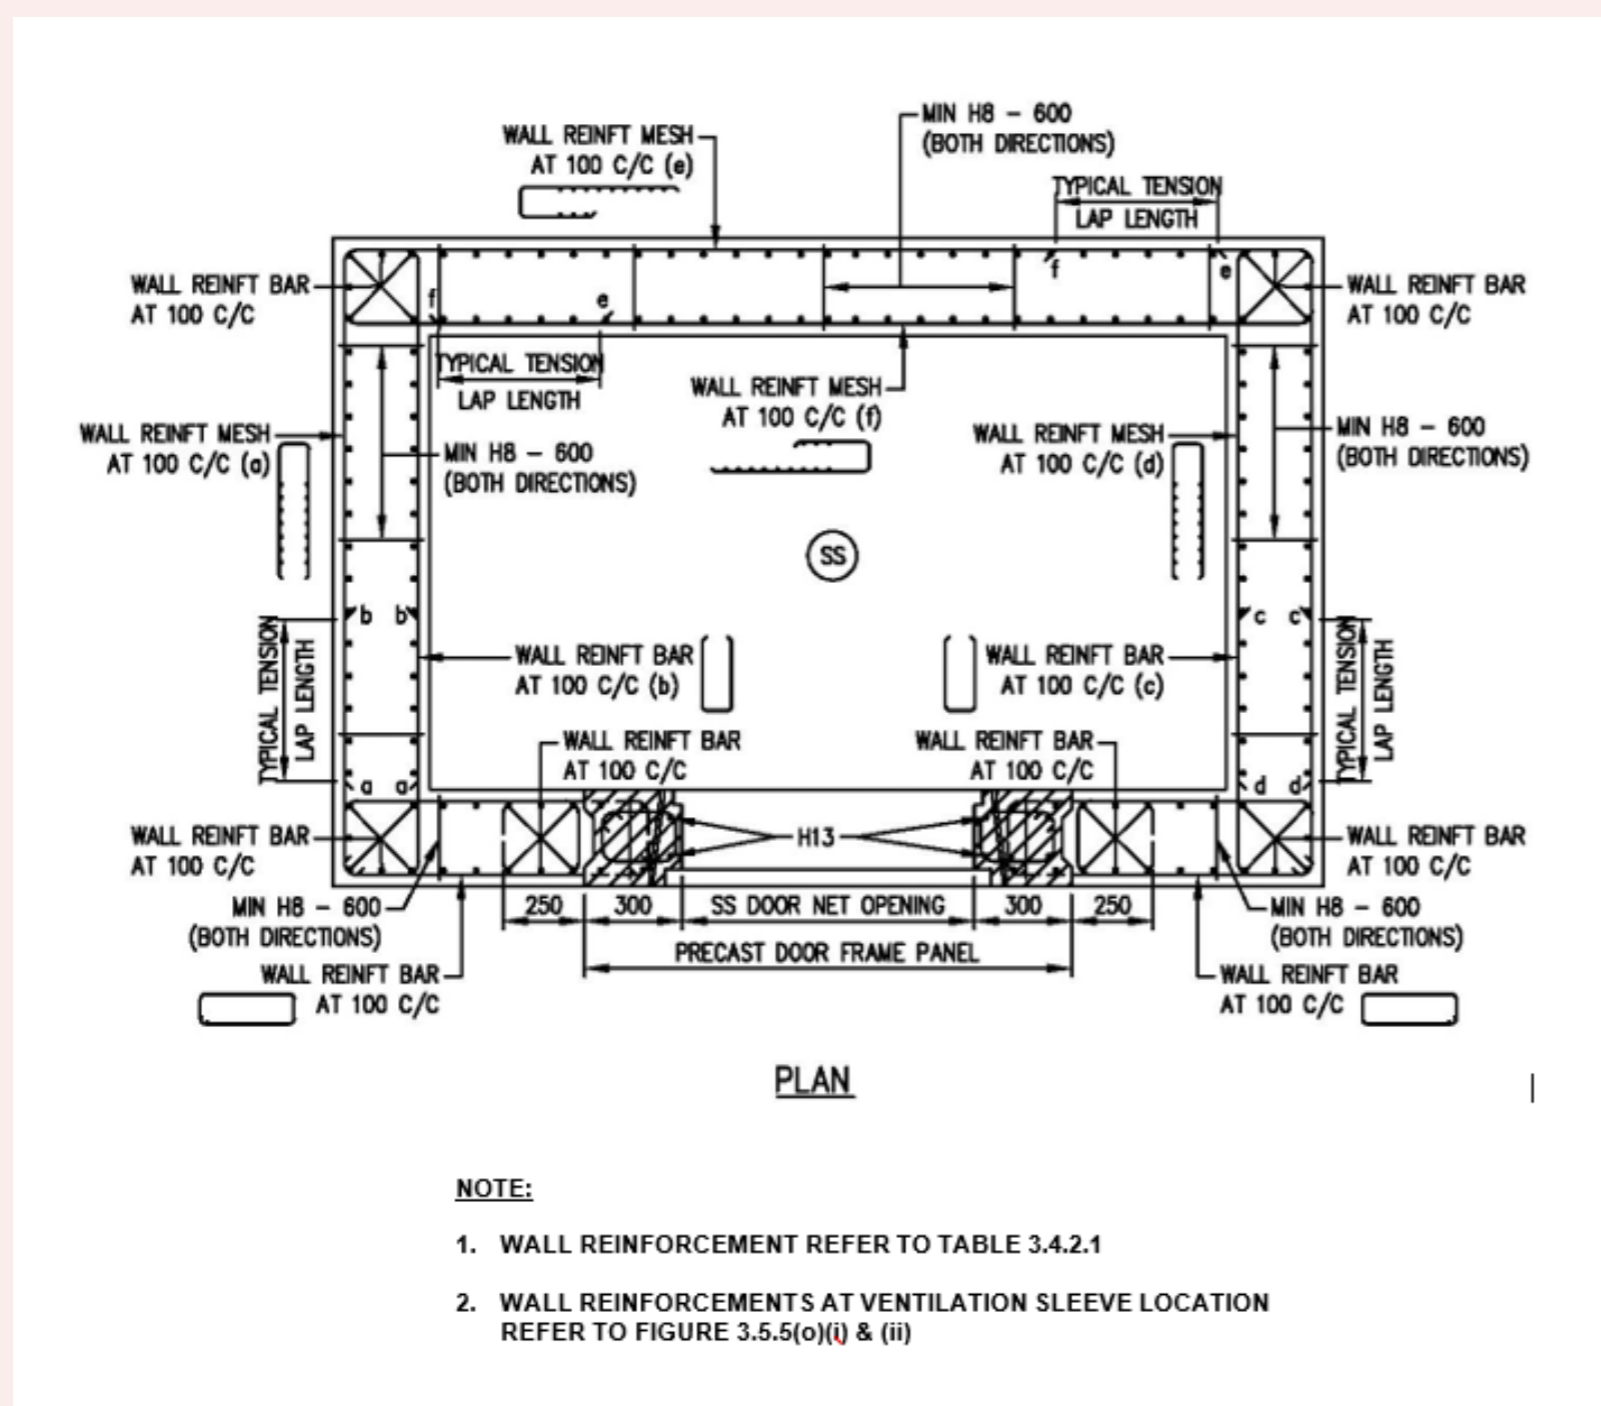 MIN H8 - 600
(BOTH DIRECTIONS)
WALL REINFT MESH
AT 100 C/C (e)
TYPICAL TENSION
LAP LENGTH
WALL REINFT BAR
AT 100 C/C
f
e
f
e
WALL REINFT BAR
AT 100 C/C
TYPICAL TENSION
LAP LENGTH
WALL REINFT MESH
AT 100 C/C (f)
WALL REINFT MESH
AT 100 C/C (a)
MIN H8 - 600
(BOTH DIRECTIONS)
WALL REINFT MESH
AT 100 C/C (d)
MIN H8 - 600
(BOTH DIRECTIONS)
SS
b b
c c
TYPICAL TENSION
LAP LENGTH
WALL REINFT BAR
AT 100 C/C (b)
WALL REINFT BAR
AT 100 C/C (c)
TYPICAL TENSION
LAP LENGTH
WALL REINFT BAR
AT 100 C/C
WALL REINFT BAR
AT 100 C/C
a a
d d
WALL REINFT BAR
AT 100 C/C
H13
WALL REINFT BAR
AT 100 C/C
MIN H8 - 600
(BOTH DIRECTIONS)
250 300 SS DOOR NET OPENING 300 250
MIN H8 - 600
(BOTH DIRECTIONS)
PRECAST DOOR FRAME PANEL
WALL REINFT BAR
AT 100 C/C
WALL REINFT BAR
AT 100 C/C
PLAN
NOTE:
1. WALL REINFORCEMENT REFER TO TABLE 3.4.2.1
2. WALL REINFORCEMENTS AT VENTILATION SLEEVE LOCATION
REFER TO FIGURE 3.5.5(o)(i) & (ii)